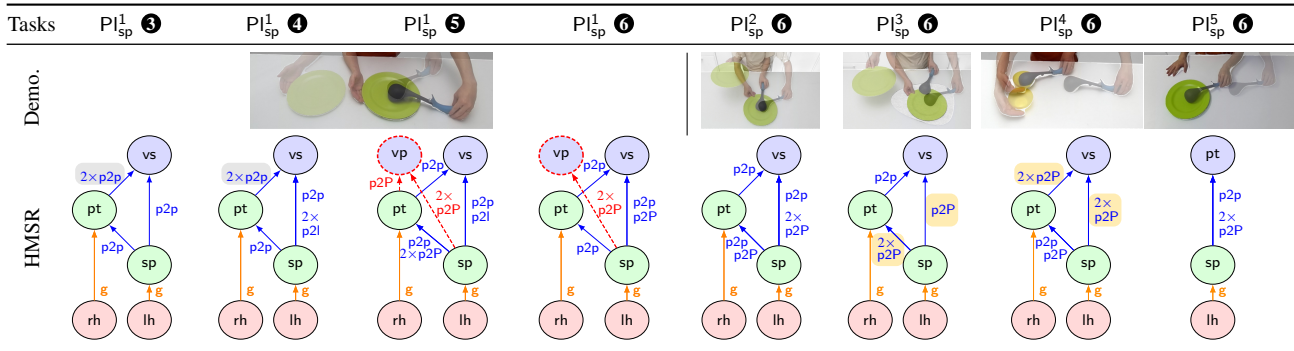 Tasks Pl¹sp ❸ Pl¹sp ❹ Pl¹sp ❺ Pl¹sp ❻ Pl²sp ❻ Pl³sp ❻ Pl⁴sp ❻ Pl⁵sp ❻
Demo.
HMSR
vs
2×p2p
pt
p2p
p2p
sp
g
g
rh
lh
vs
2×p2p
pt
p2p
2×
p2l
p2p
sp
g
g
rh
lh
vp
vs
p2p
p2P
2×
p2P
p2p
p2l
pt
p2p
2×p2P
sp
g
g
rh
lh
vp
vs
p2p
2×
p2P
p2p
p2P
pt
p2p
sp
g
g
rh
lh
vs
p2p
pt
p2p
2×
p2P
p2p
p2P
sp
g
g
rh
lh
vs
p2p
pt
p2P
2×
p2P
sp
g
g
rh
lh
vs
2×p2P
pt
2×
p2P
p2p
p2P
sp
g
g
rh
lh
pt
p2p
2×
p2P
sp
g
lh